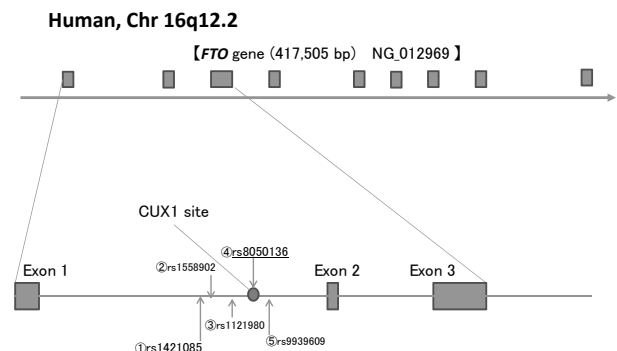 Human, Chr 16q12.2
【FTO gene (417,505 bp) NG_012969 】
CUX1 site
④rs8050136
Exon 1
②rs1558902
Exon 2
Exon 3
③rs1121980
①rs1421085
⑤rs9939609